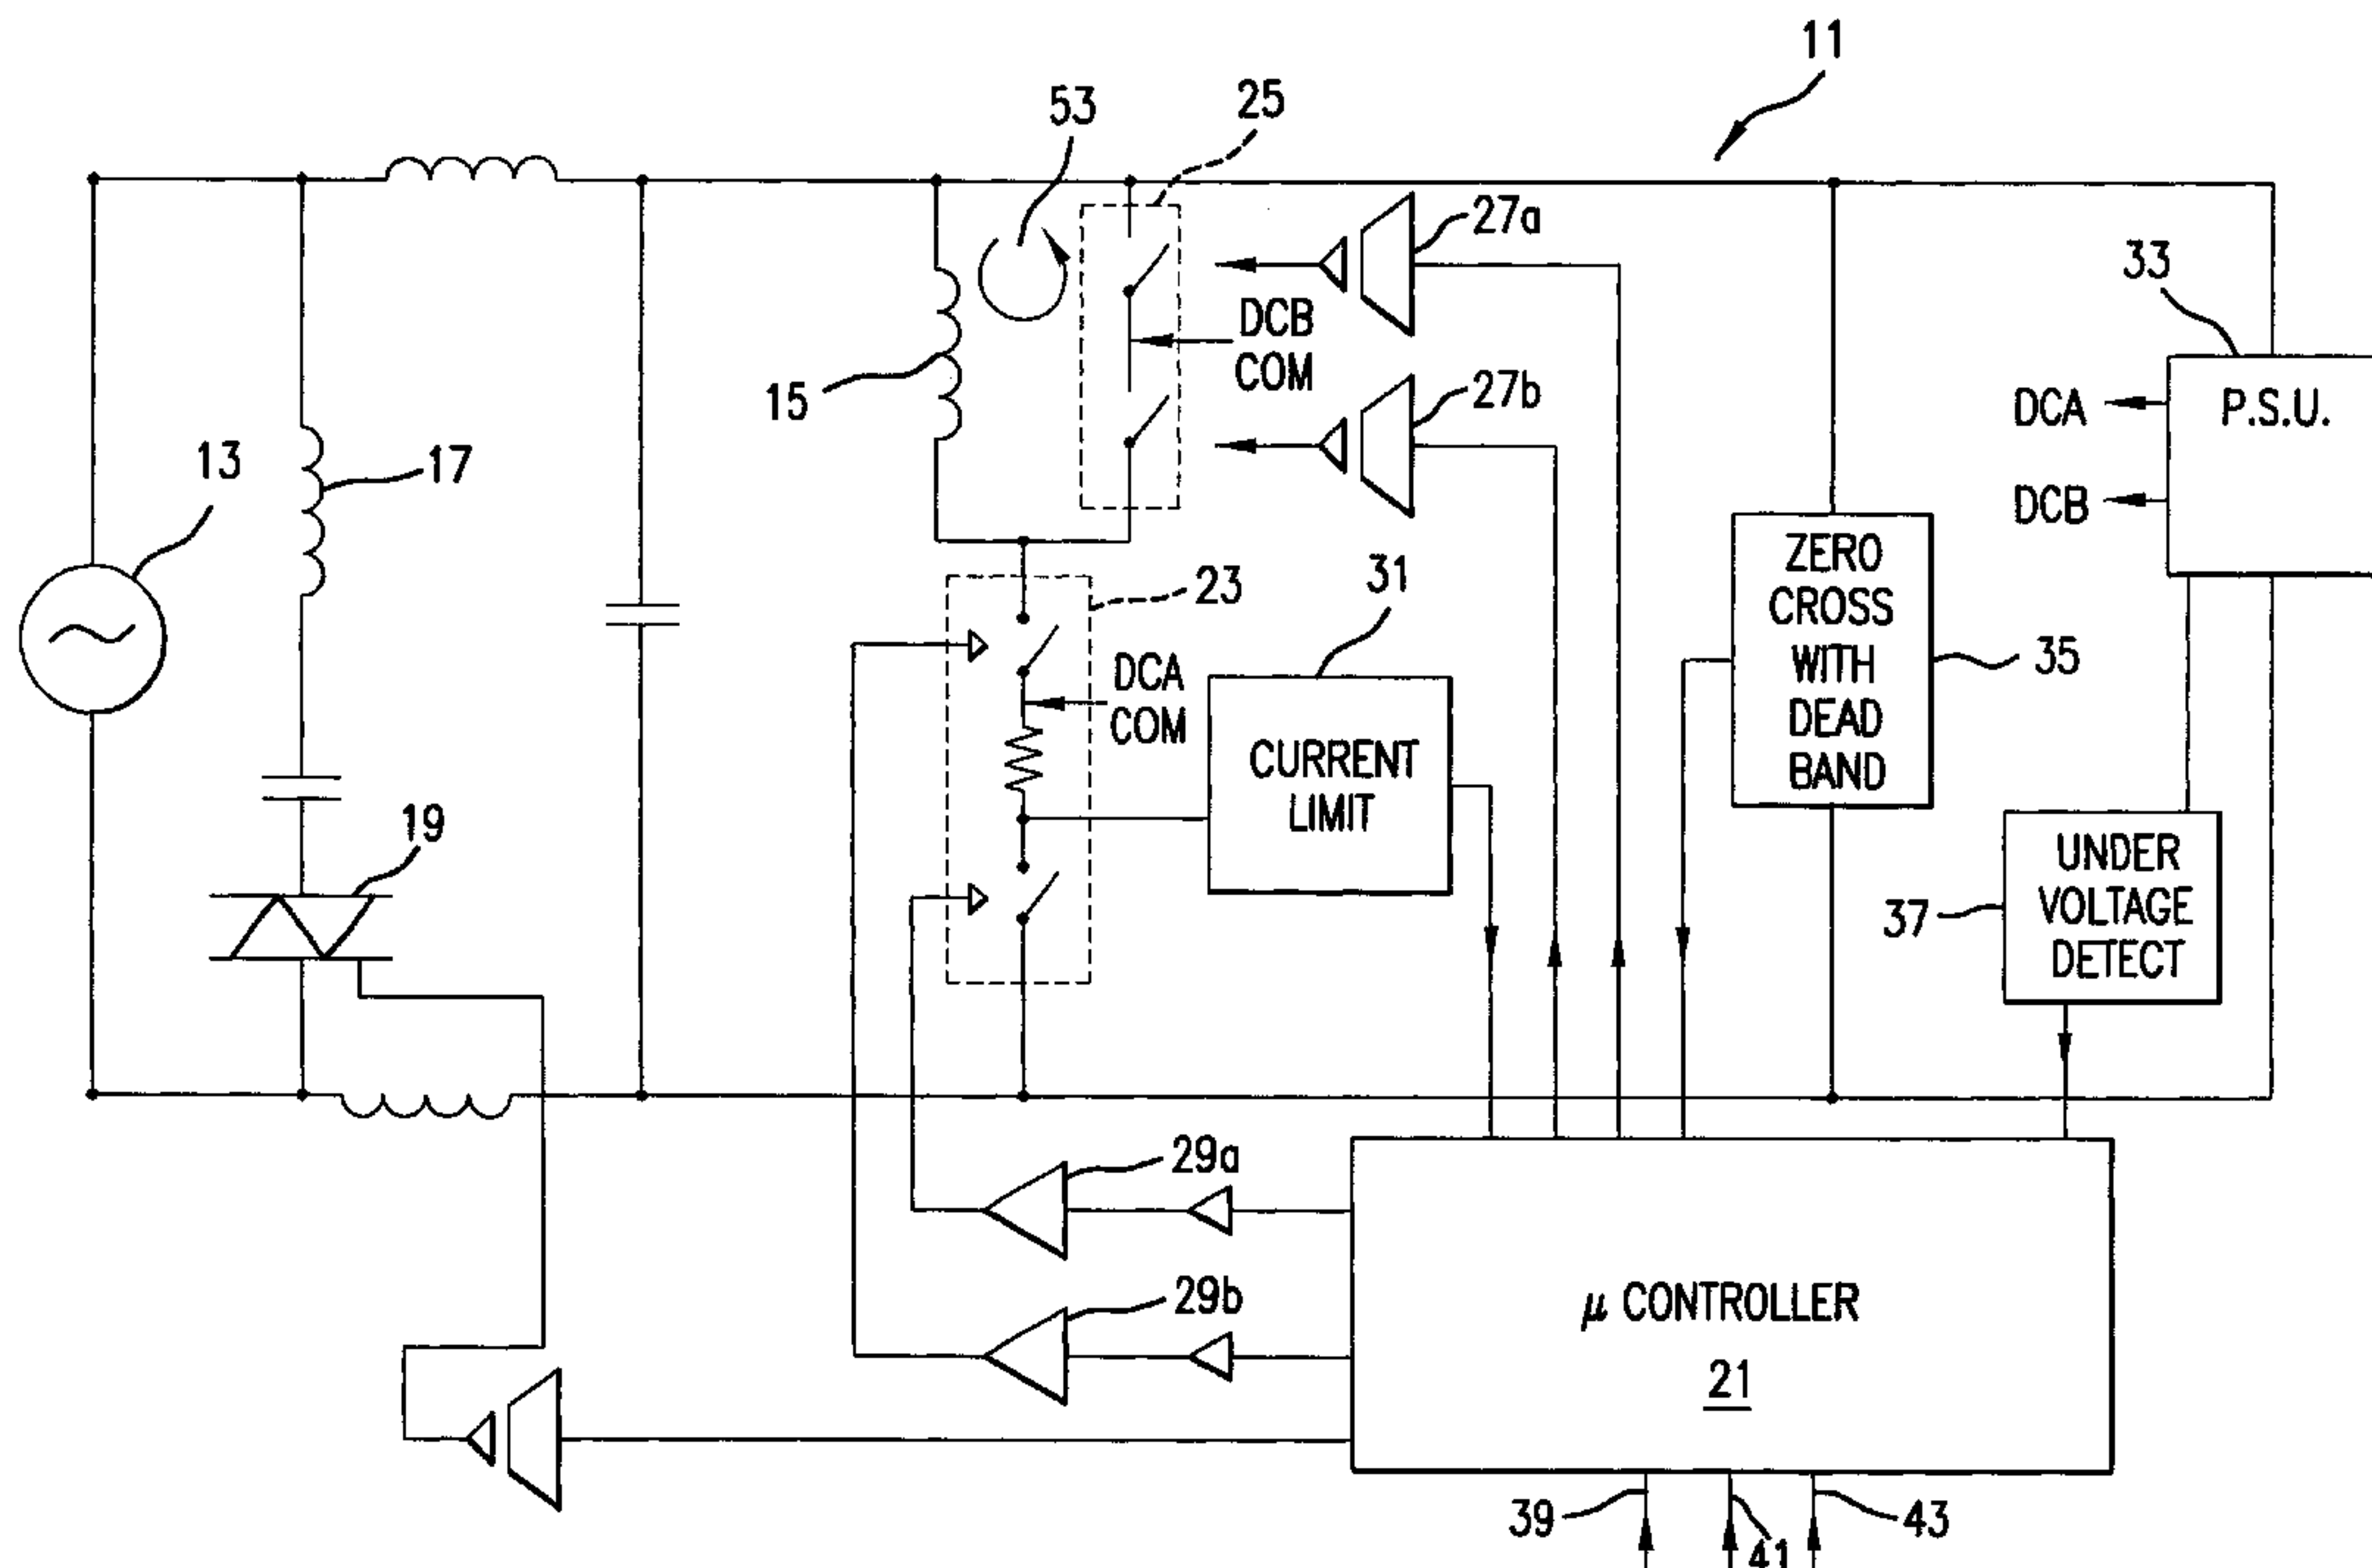 11
53
25
27a
33
DCB
COM
15
27b
DCA
P.S.U.
DCB
13
17
ZERO
CROSS
WITH
DEAD
BAND
31
23
35
DCA
COM
CURRENT
LIMIT
19
UNDER
VOLTAGE
DETECT
37
29a
29b
μ CONTROLLER
21
39
41
43